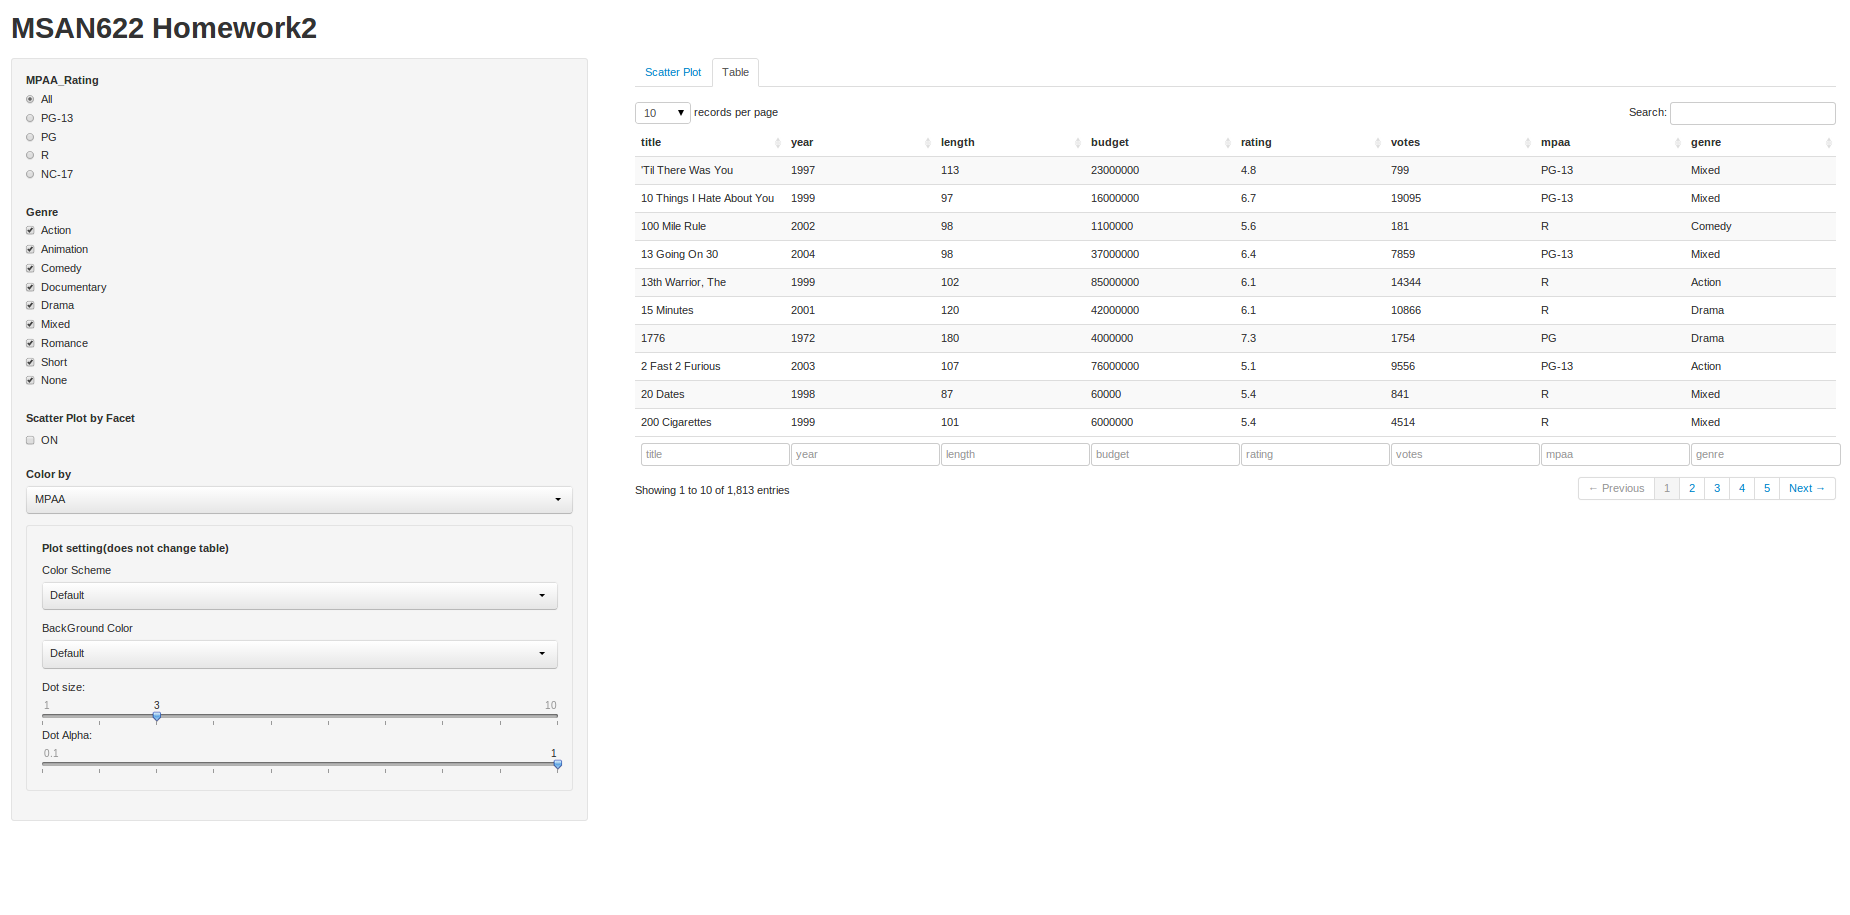 MSAN622 Homework2
MPAA_Rating
All
PG-13
PG
R
NC-17
Genre
Action
Animation
Comedy
Documentary
Drama
Mixed
Romance
Short
None
Scatter Plot by Facet
ON
Color by
MPAA
Plot setting(does not change table)
Color Scheme
Default
BackGround Color
Default
Dot size:
1 3 10
Dot Alpha:
0.1 1
Scatter Plot Table
10 records per page Search:
title year length budget rating votes mpaa genre
'Til There Was You 1997 113 23000000 4.8 799 PG-13 Mixed
10 Things I Hate About You 1999 97 16000000 6.7 19095 PG-13 Mixed
100 Mile Rule 2002 98 1100000 5.6 181 R Comedy
13 Going On 30 2004 98 37000000 6.4 7859 PG-13 Mixed
13th Warrior, The 1999 102 85000000 6.1 14344 R Action
15 Minutes 2001 120 42000000 6.1 10866 R Drama
1776 1972 180 4000000 7.3 1754 PG Drama
2 Fast 2 Furious 2003 107 76000000 5.1 9556 PG-13 Action
20 Dates 1998 87 60000 5.4 841 R Mixed
200 Cigarettes 1999 101 6000000 5.4 4514 R Mixed
title year length budget rating votes mpaa genre
Showing 1 to 10 of 1,813 entries ← Previous 1 2 3 4 5 Next →